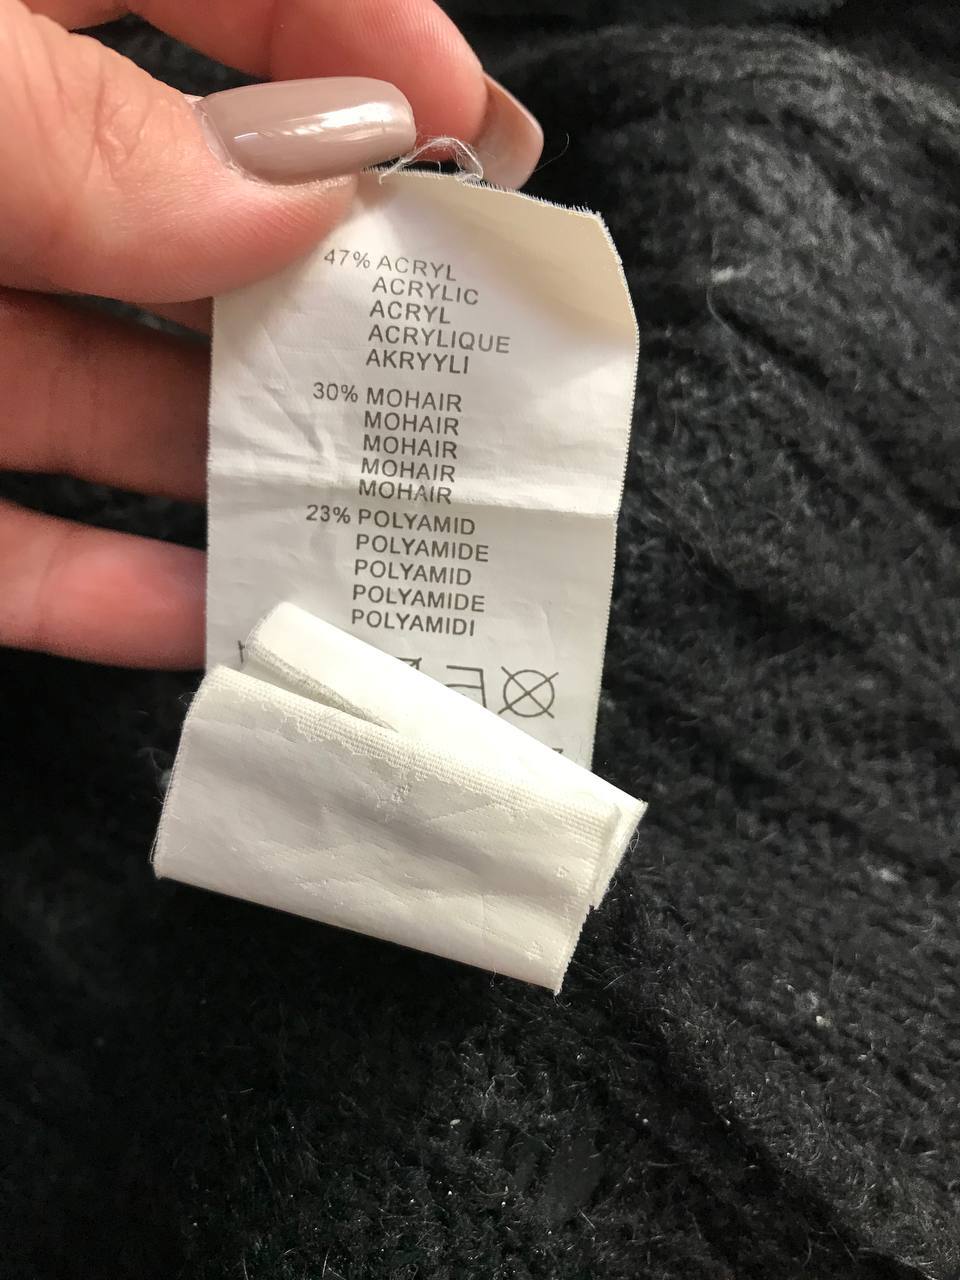 47% ACRYL
ACRYLIC
ACRYL
ACRYLIQUE
AKRYYLI
30% MOHAIR
MOHAIR
MOHAIR
MOHAIR
MOHAIR
23% POLYAMID
POLYAMIDE
POLYAMID
POLYAMIDE
POLYAMIDI